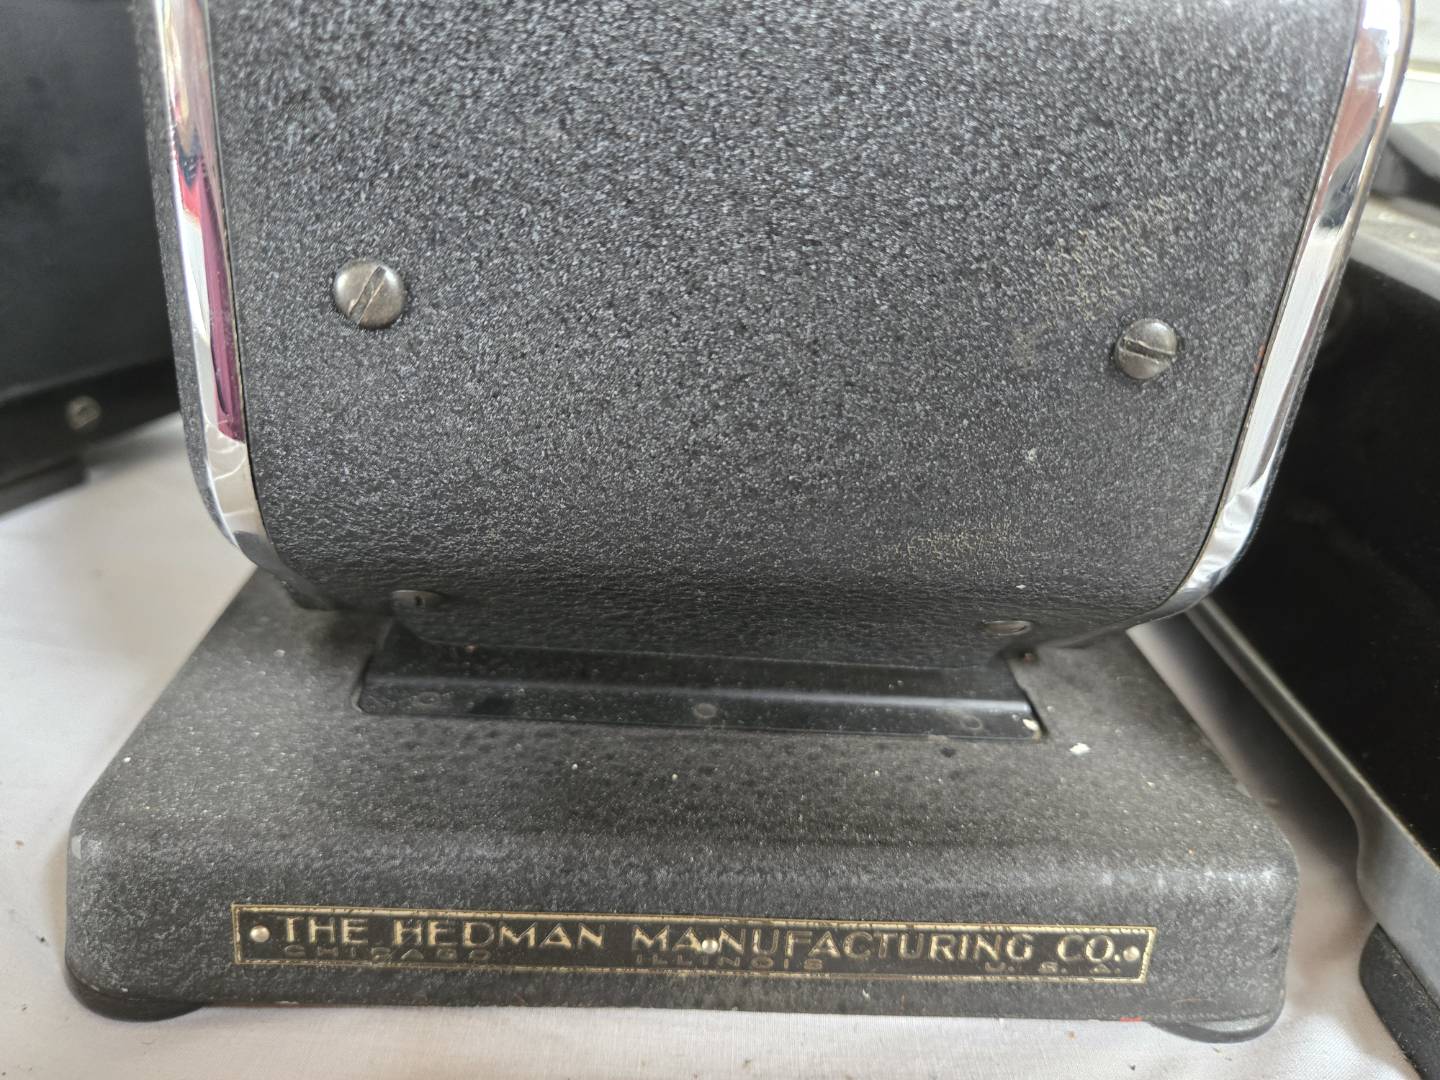 THE HEDMAN MANUFACTURING CO.
CHICAGO ILLINOIS U. S. A.